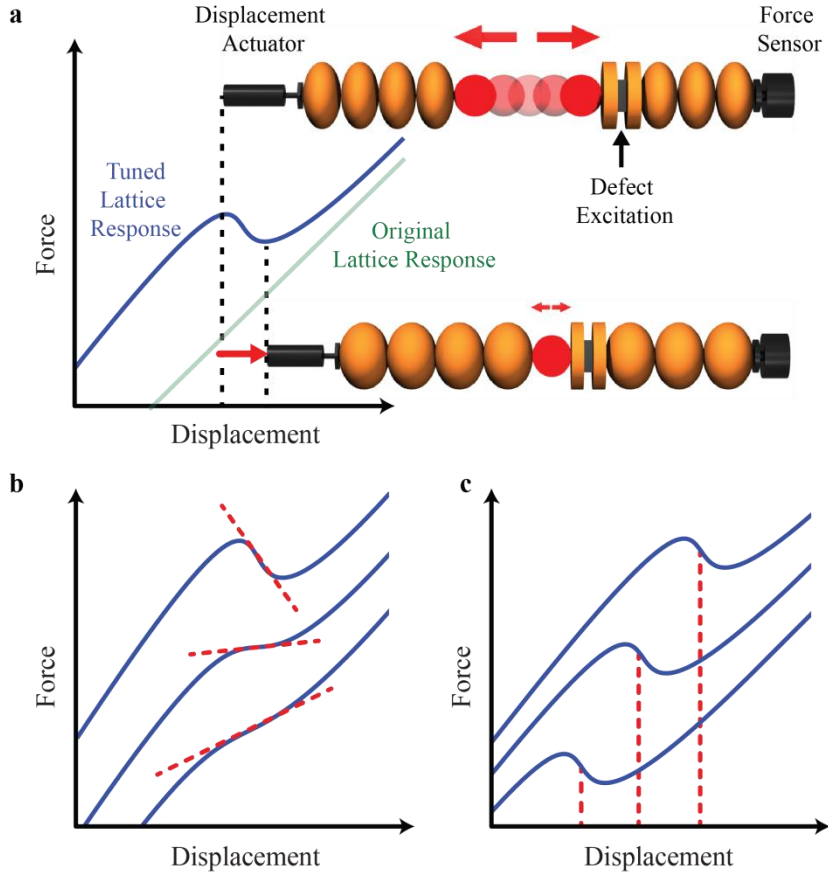 a
Displacement
Actuator
Force
Sensor
Tuned
Lattice
Response
Defect
Excitation
Original
Lattice Response
Force
Displacement
b
Force
Displacement
c
Force
Displacement